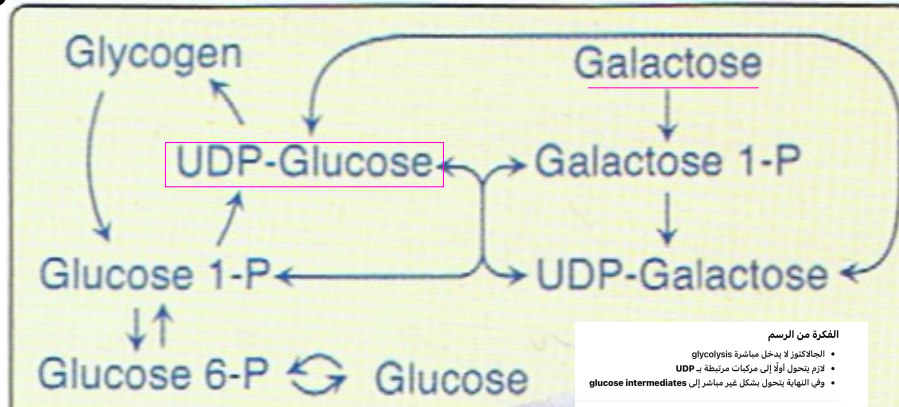 Glycogen
Galactose
UDP-Glucose
Galactose 1-P
Glucose 1-P
UDP-Galactose
Glucose 6-P
Glucose
الفكرة من الرسم
• الجالاكتوز لا يدخل مباشرة glycolysis
• لازم يتحول أولًا إلى مركبات مرتبطة بـ UDP
• وفي النهاية يتحول بشكل غير مباشر إلى glucose intermediates